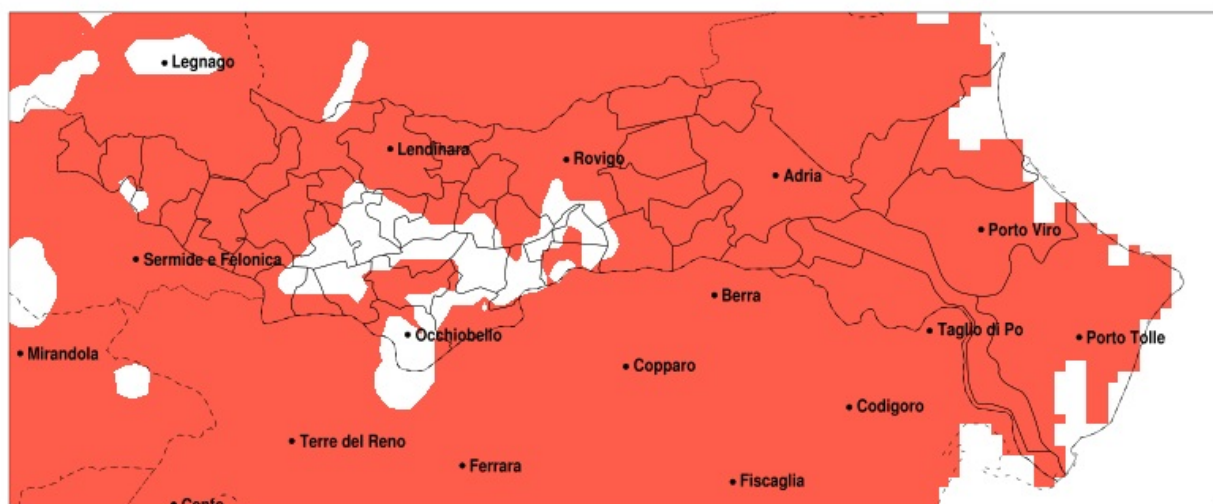 Legnago
Lendinara
Rovigo
Adria
Porto Viro
Sermide e Felonica
Berra
Occhiobello
Taglio di Po
Porto Tolle
Mirandola
Copparo
Codigoro
Terre del Reno
Ferrara
Fiscaglia